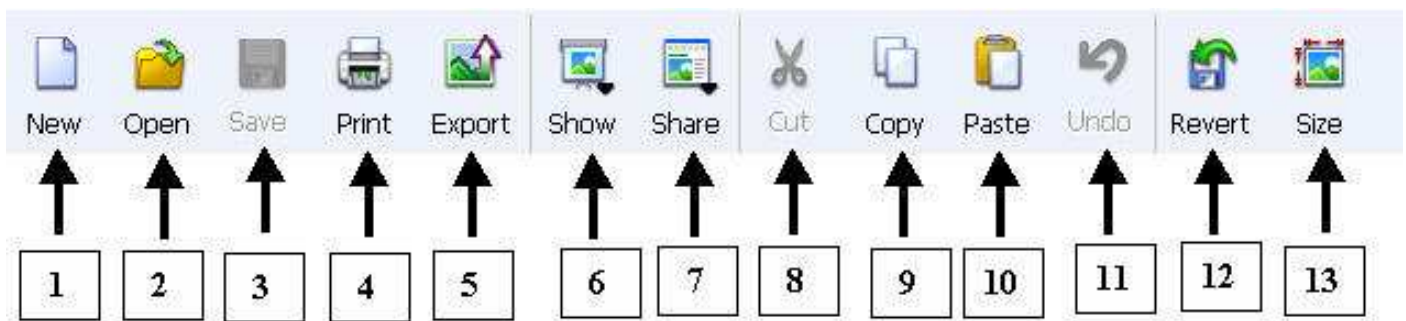 New Open Save Print Export Show Share Cut Copy Paste Undo Revert Size
1 2 3 4 5 6 7 8 9 10 11 12 13